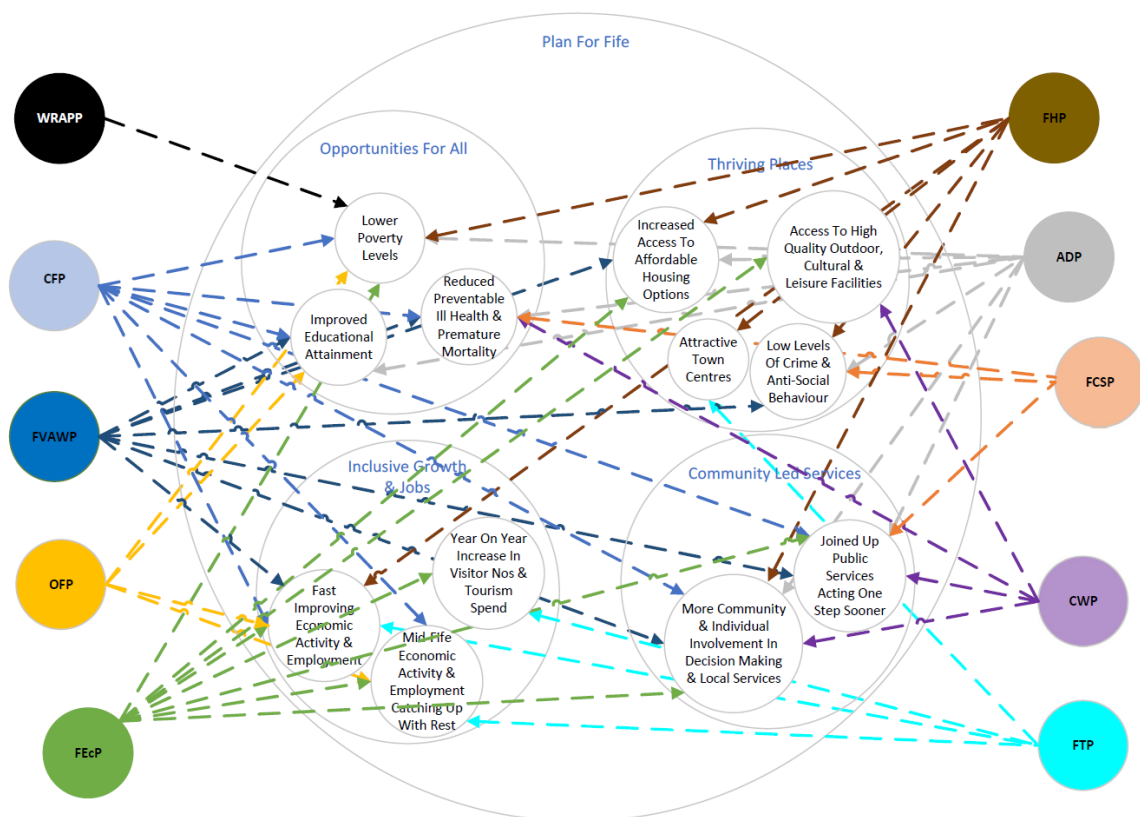 Plan For Fife
WRAPP
FHP
Opportunities For All
Thriving Places
Lower
Poverty
Levels
Increased
Access To
Affordable
Housing
Options
Access To High
Quality Outdoor,
Cultural &
Leisure Facilities
ADP
CFP
Reduced
Preventable
Ill Health &
Premature
Mortality
Improved
Educational
Attainment
Attractive
Town
Centres
Low Levels
Of Crime &
Anti-Social
Behaviour
FCSP
FVAWP
Inclusive Growth
& Jobs
Community Led Services
Year On Year
Increase In
Visitor Nos &
Tourism
Spend
Joined Up
Public
Services
Acting One
Step Sooner
OFP
Fast
Improving
Economic
Activity &
Employment
More Community
& Individual
Involvement In
Decision Making
& Local Services
CWP
Mid-Fife
Economic
Activity &
Employment
Catching Up
With Rest
FEcP
FTP